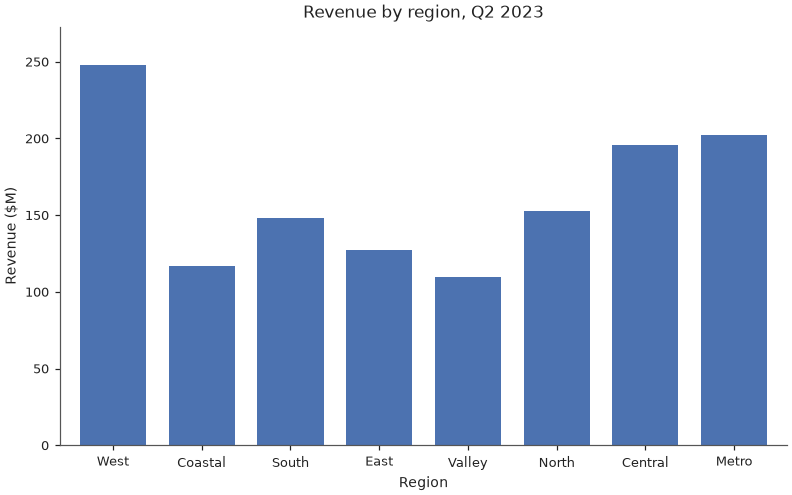 Revenue by region, Q2 2023
Revenue ($M)
250
200
150
100
50
0
West Coastal South East Valley North Central Metro
Region